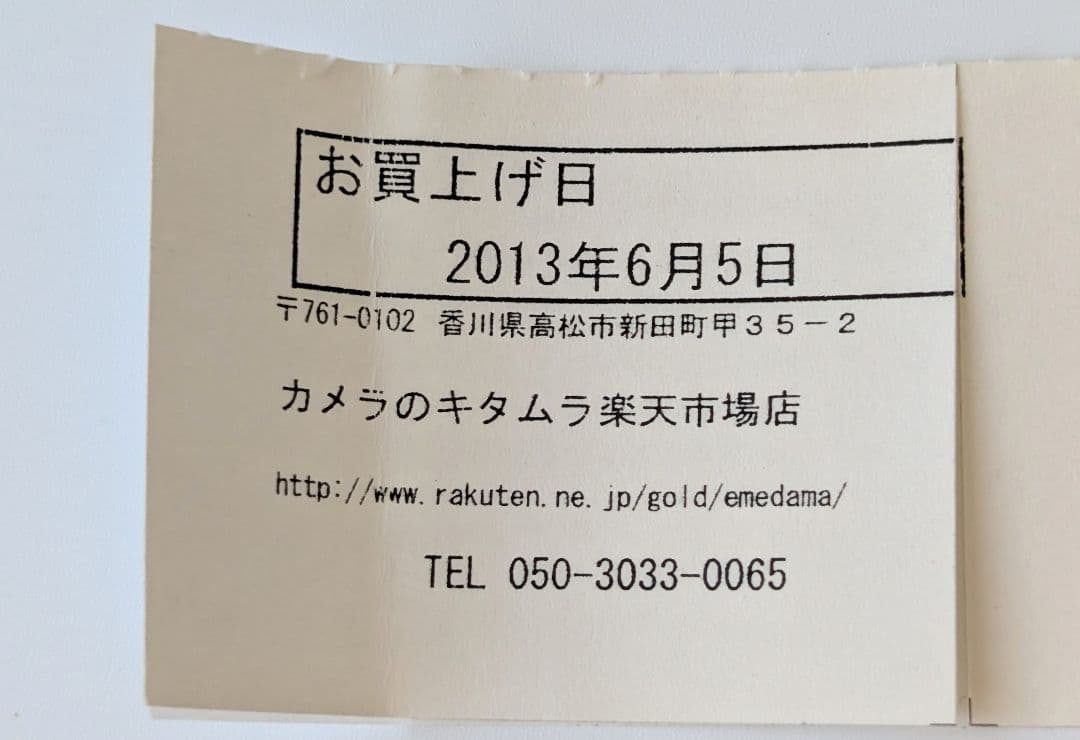 お買上げ日
2013年6月5日
〒761-0102 香川県高松市新田町甲35-2
カメラのキタムラ楽天市場店
http://www.rakuten.ne.jp/gold/emedama/
TEL 050-3033-0065